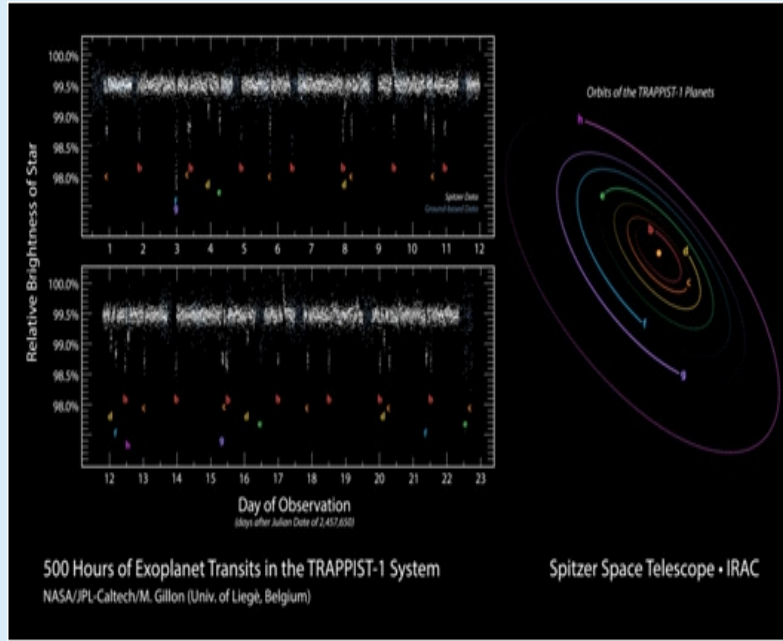 Relative Brightness of Star
100.0%
99.5%
99.0%
98.5%
98.0%
b b b b b b b b
c c c c c
d d
e
f
g
Spitzer Data
Ground-based Data
1 2 3 4 5 6 7 8 9 10 11 12
100.0%
99.5%
99.0%
98.5%
98.0%
b b b b b b b
c c c c c
d d d
f e f e
h g
12 13 14 15 16 17 18 19 20 21 22 23
Day of Observation
(days after Julian Date of 2,457,650)
Orbits of the TRAPPIST-1 Planets
h
e
b
d
c
f
g
500 Hours of Exoplanet Transits in the TRAPPIST-1 System
NASA/JPL-Caltech/M. Gillon (Univ. of Liegè, Belgium)
Spitzer Space Telescope • IRAC